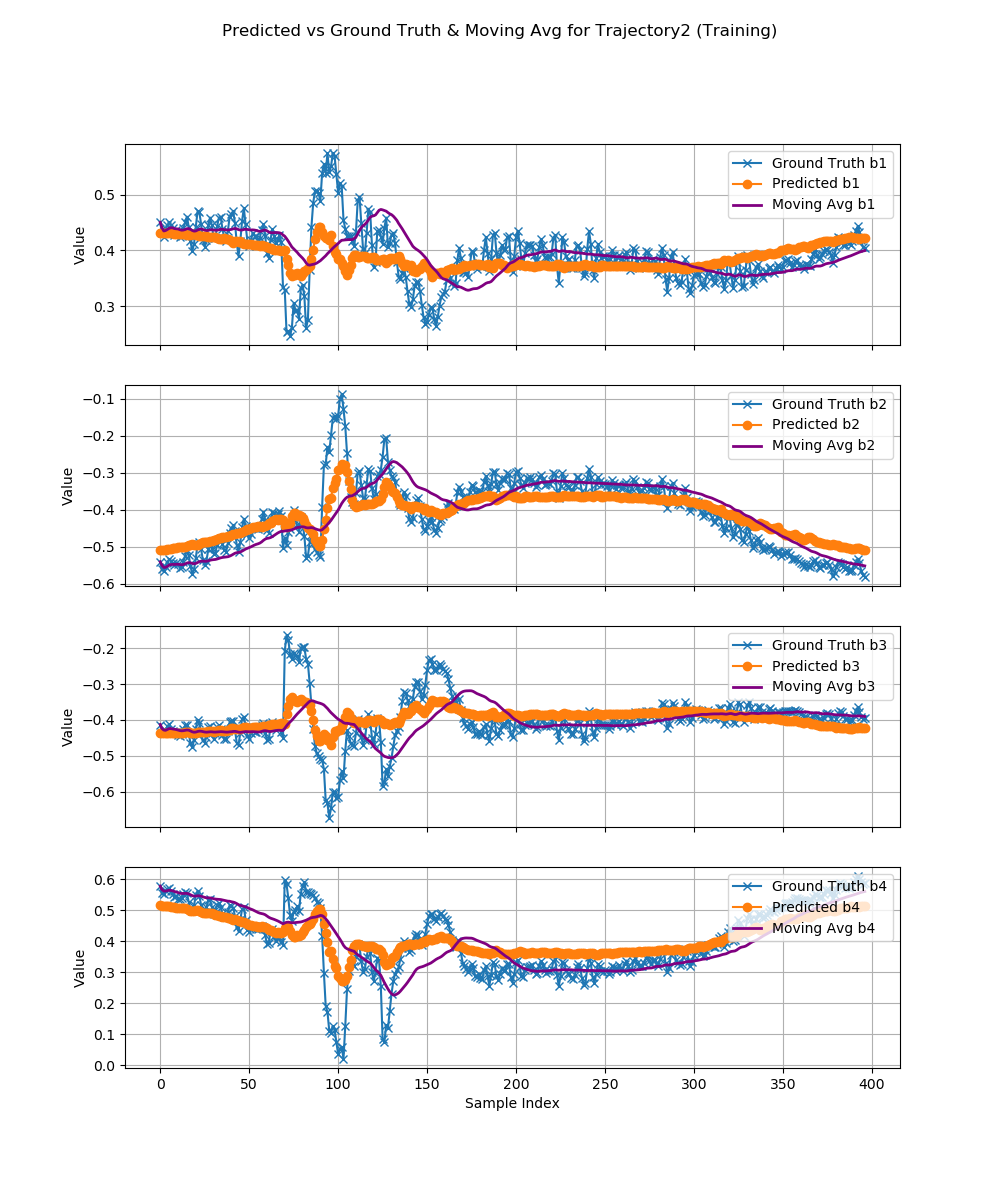 Predicted vs Ground Truth & Moving Avg for Trajectory2 (Training)
Ground Truth b1
Predicted b1
Moving Avg b1
0.5
0.4
0.3
Value
Ground Truth b2
Predicted b2
Moving Avg b2
−0.1
−0.2
−0.3
−0.4
−0.5
−0.6
Value
Ground Truth b3
Predicted b3
Moving Avg b3
−0.2
−0.3
−0.4
−0.5
−0.6
Value
Ground Truth b4
Predicted b4
Moving Avg b4
0.6
0.5
0.4
0.3
0.2
0.1
0.0
Value
0 50 100 150 200 250 300 350 400
Sample Index